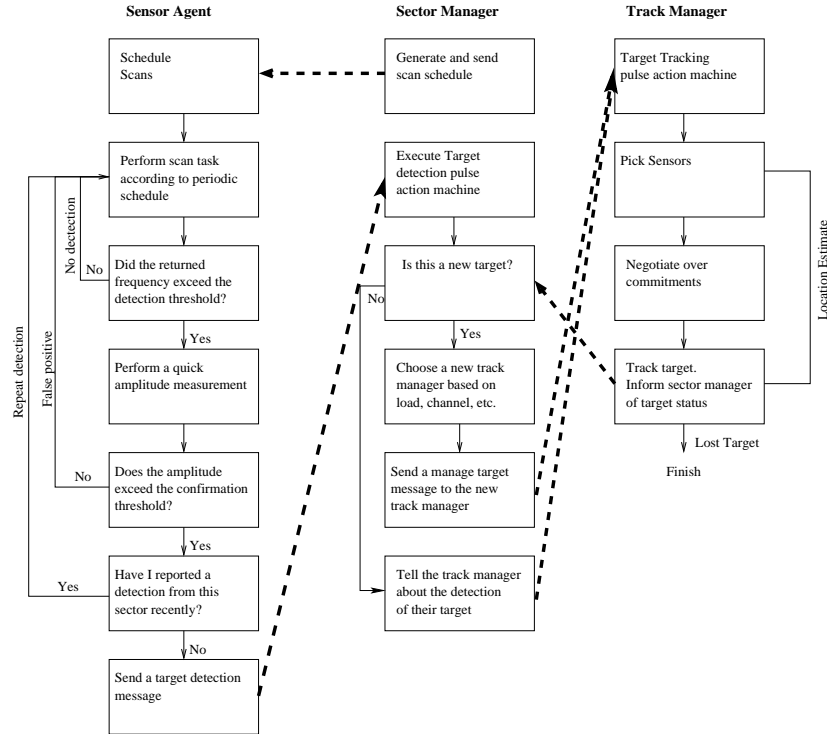 Sensor Agent
Schedule
Scans
Perform scan task
according to periodic
schedule
No dectection
No
Did the returned
frequency exceed the
detection threshold?
Yes
Repeat detection
False positive
Perform a quick
amplitude measurement
No
Does the amplitude
exceed the confirmation
threshold?
Yes
Yes
Have I reported a
detection from this
sector recently?
No
Send a target detection
message
Sector Manager
Generate and send
scan schedule
Execute Target
detection pulse
action machine
Is this a new target?
No
Yes
Choose a new track
manager based on
load, channel, etc.
Send a manage target
message to the new
track manager
Tell the track manager
about the detection
of their target
Track Manager
Target Tracking
pulse action machine
Pick Sensors
Location Estimate
Negotiate over
commitments
Track target.
Inform sector manager
of target status
Lost Target
Finish